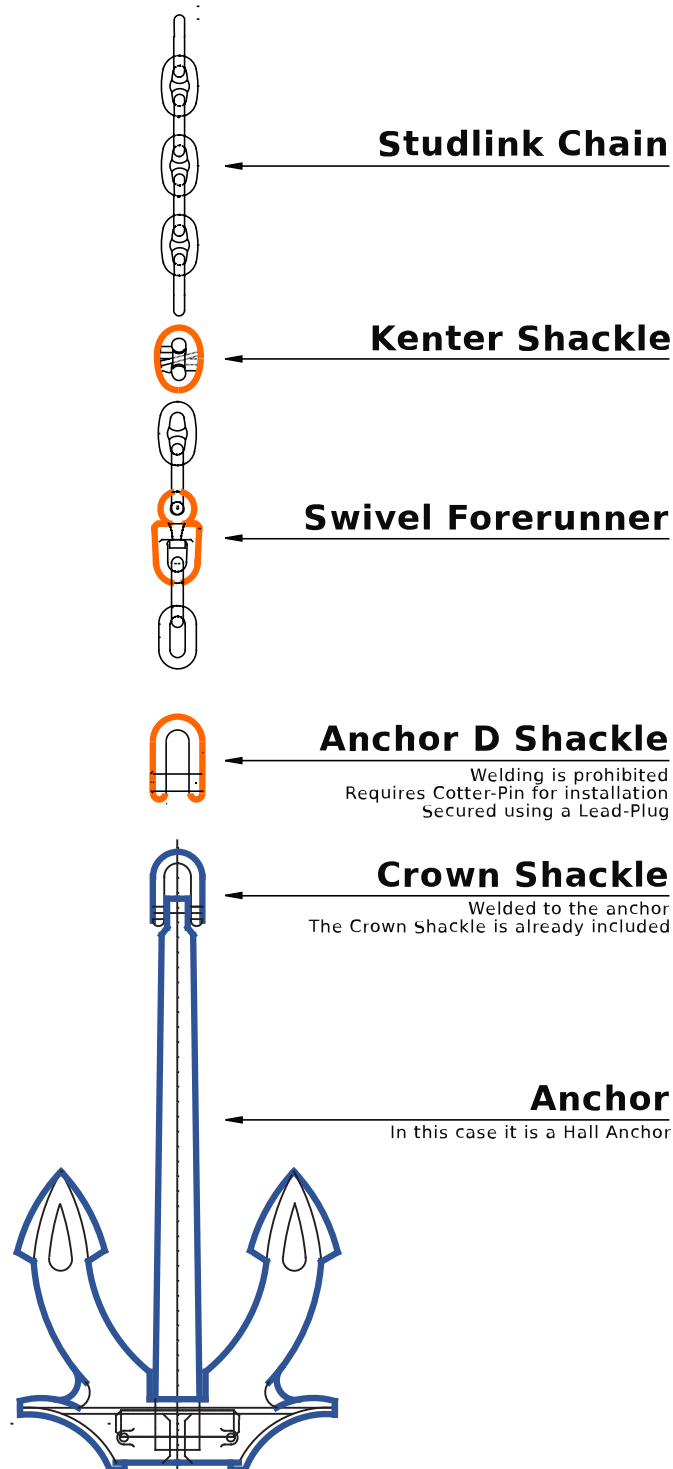 Studlink Chain
Kenter Shackle
Swivel Forerunner
Anchor D Shackle
Welding is prohibited
Requires Cotter-Pin for installation
Secured using a Lead-Plug
Crown Shackle
Welded to the anchor
The Crown Shackle is already included
Anchor
In this case it is a Hall Anchor